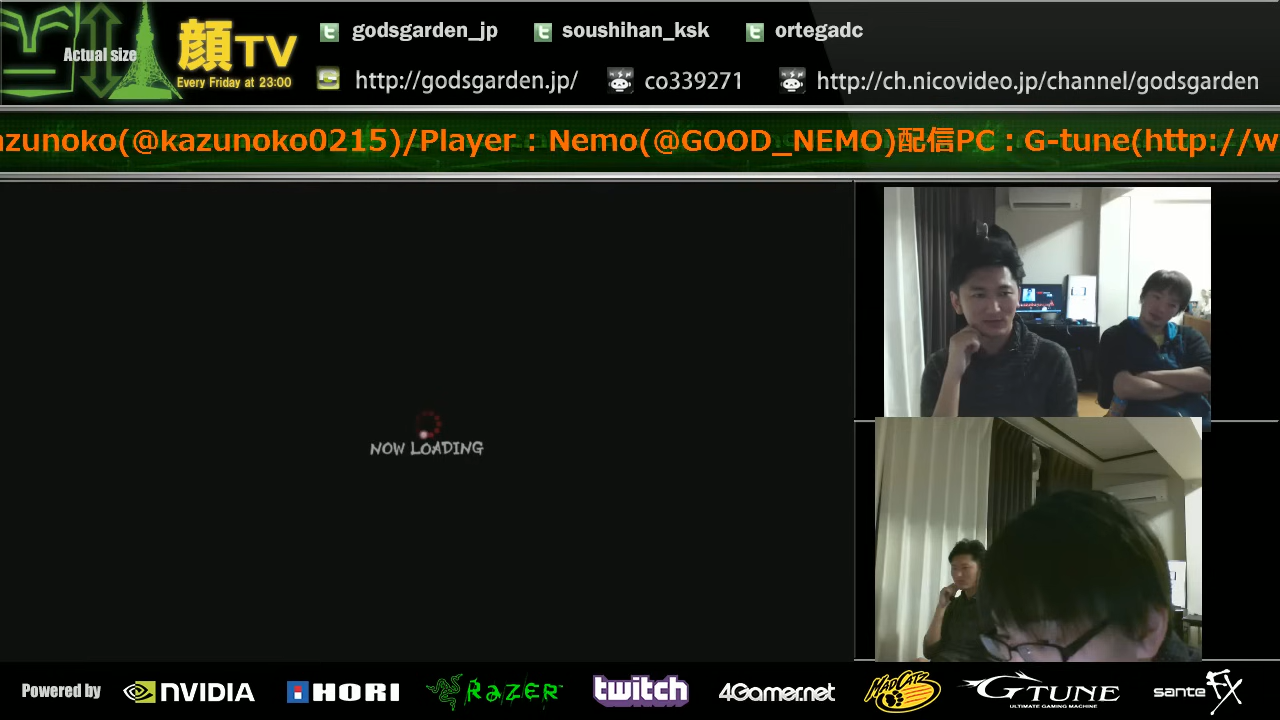 Actual size
顔TV
Every Friday at 23:00
godsgarden_jp
soushihan_ksk
ortegadc
http://godsgarden.jp/
co339271
http://ch.nicovideo.jp/channel/godsgarden
azunoko(@kazunoko0215)/Player：Nemo(@GOOD_NEMO)配信PC：G-tune(http://w
NOW LOADING
Powered by
NVIDIA
HORI
RAZER
twitch
4Gamer.net
MAD CATZ
G TUNE
ULTIMATE GAMING MACHINE
sante FX